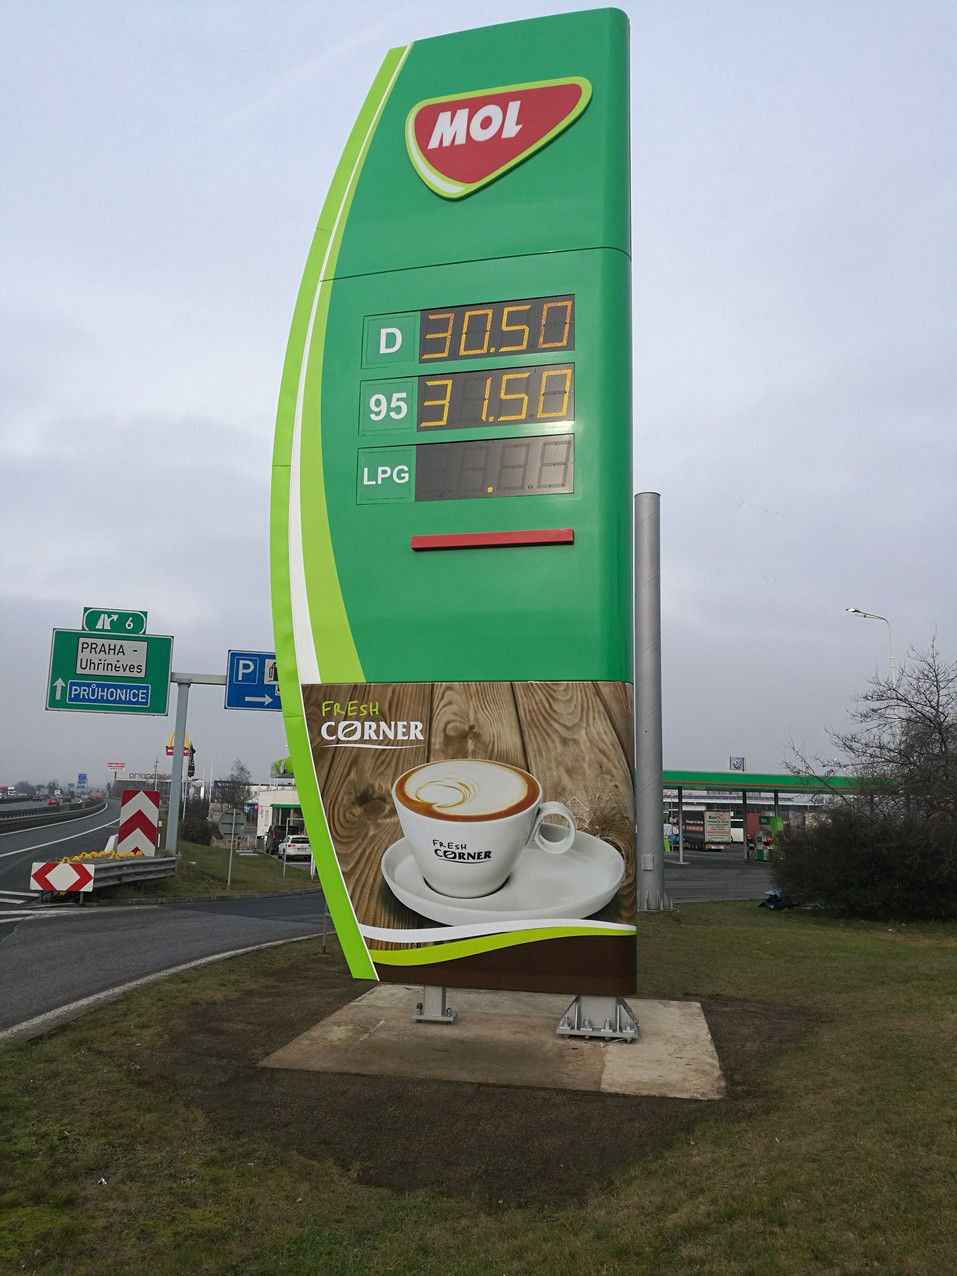 MOL
D 30.50
95 31.50
LPG
6
PRAHA -
Uhříněves
PRŮHONICE
P
FRESH
CORNER
FRESH
CORNER